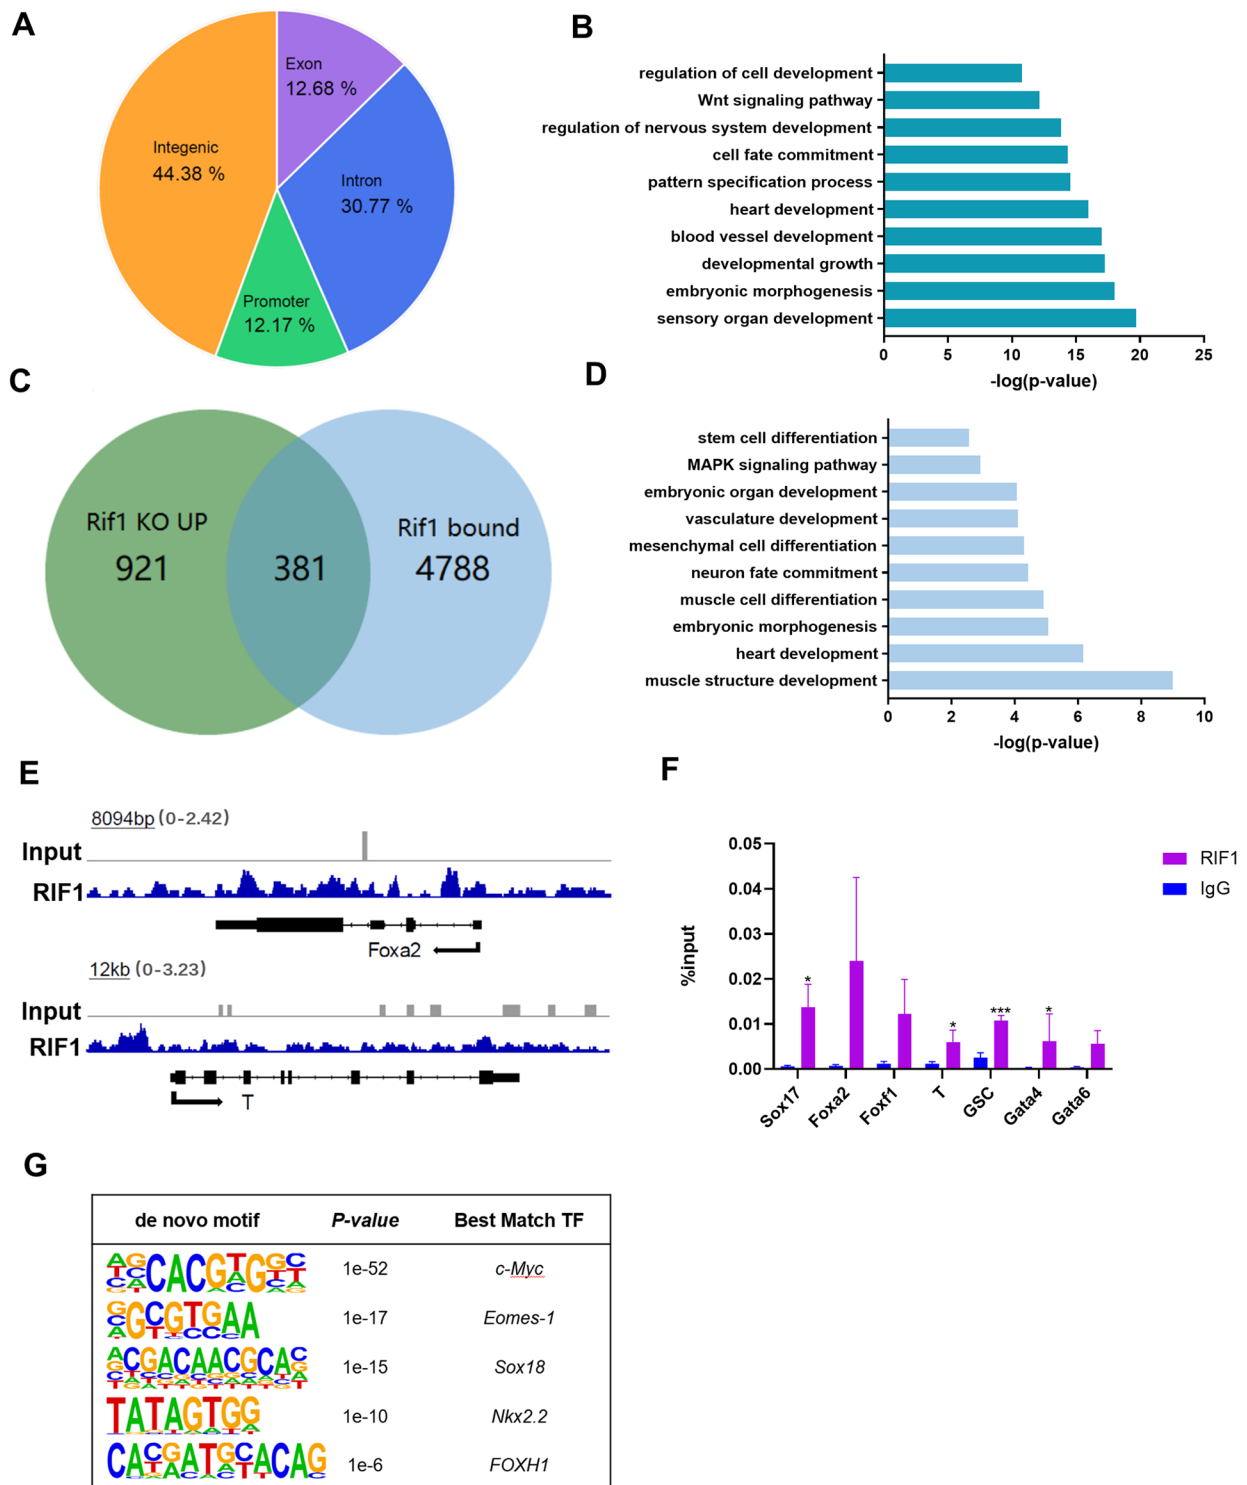 A
Exon
12.68 %
Integenic
44.38 %
Intron
30.77 %
Promoter
12.17 %
B
regulation of cell development
Wnt signaling pathway
regulation of nervous system development
cell fate commitment
pattern specification process
heart development
blood vessel development
developmental growth
embryonic morphogenesis
sensory organ development
0 5 10 15 20 25
-log(p-value)
C
Rif1 KO UP
921
381
Rif1 bound
4788
D
stem cell differentiation
MAPK signaling pathway
embryonic organ development
vasculature development
mesenchymal cell differentiation
neuron fate commitment
muscle cell differentiation
embryonic morphogenesis
heart development
muscle structure development
0 2 4 6 8 10
-log(p-value)
E
8094bp (0-2.42)
Input
RIF1
Foxa2
12kb (0-3.23)
Input
RIF1
T
F
%input
0.05
0.04
0.03
0.02
0.01
0.00
* * *** *
Sox17 Foxa2 Foxf1 T GSC Gata4 Gata6
RIF1
IgG
G
de novo motif P-value Best Match TF
1e-52 c-Myc
1e-17 Eomes-1
1e-15 Sox18
TATAGTGG 1e-10 Nkx2.2
1e-6 FOXH1